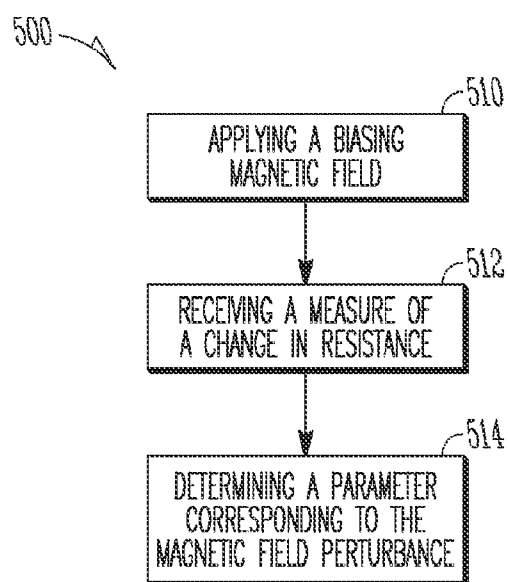 500
510
APPLYING A BIASING
MAGNETIC FIELD
512
RECEIVING A MEASURE OF
A CHANGE IN RESISTANCE
514
DETERMINING A PARAMETER
CORRESPONDING TO THE
MAGNETIC FIELD PERTURBANCE